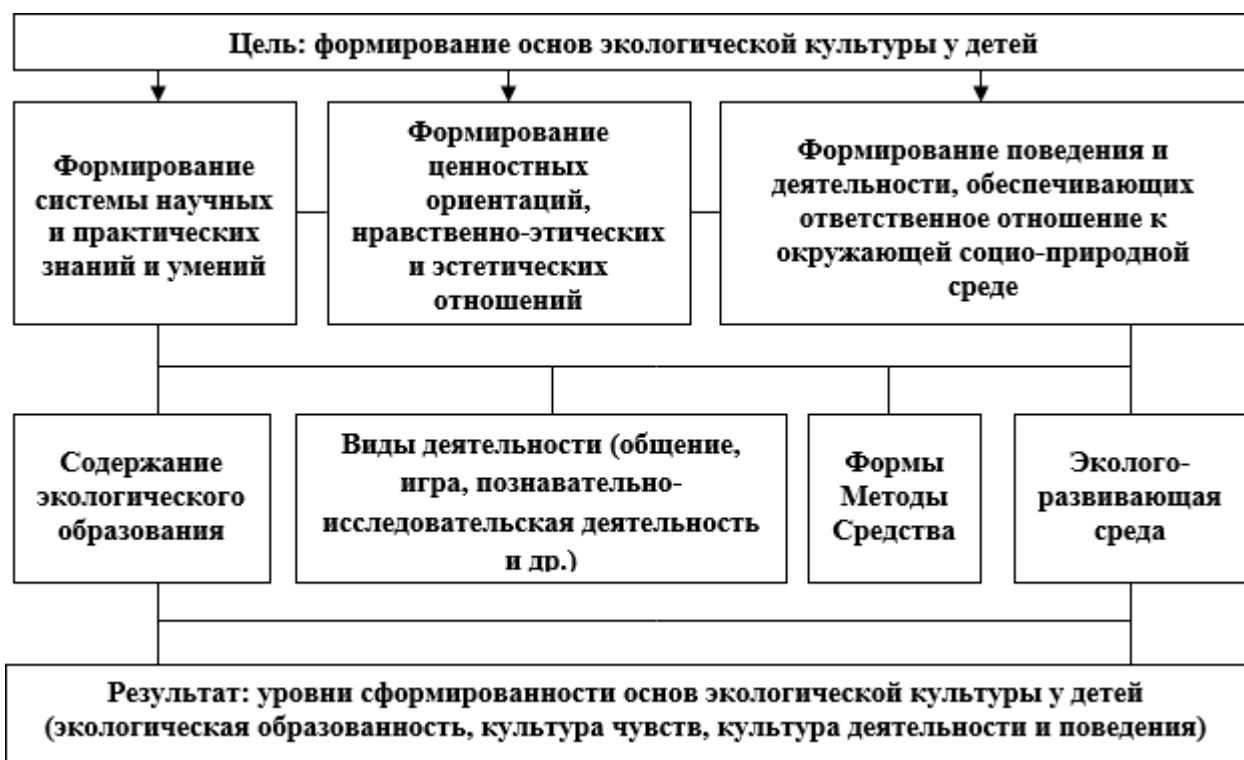 Цель: формирование основ экологической культуры у детей
Формирование
системы научных
и практических
знаний и умений
Формирование
ценностных
ориентаций,
нравственно-этических
и эстетических
отношений
Формирование поведения и
деятельности, обеспечивающих
ответственное отношение к
окружающей социо-природной
среде
Содержание
экологического
образования
Виды деятельности (общение,
игра, познавательно-
исследовательская деятельность
и др.)
Формы
Методы
Средства
Эколого-
развивающая
среда
Результат: уровни сформированности основ экологической культуры у детей
(экологическая образованность, культура чувств, культура деятельности и поведения)